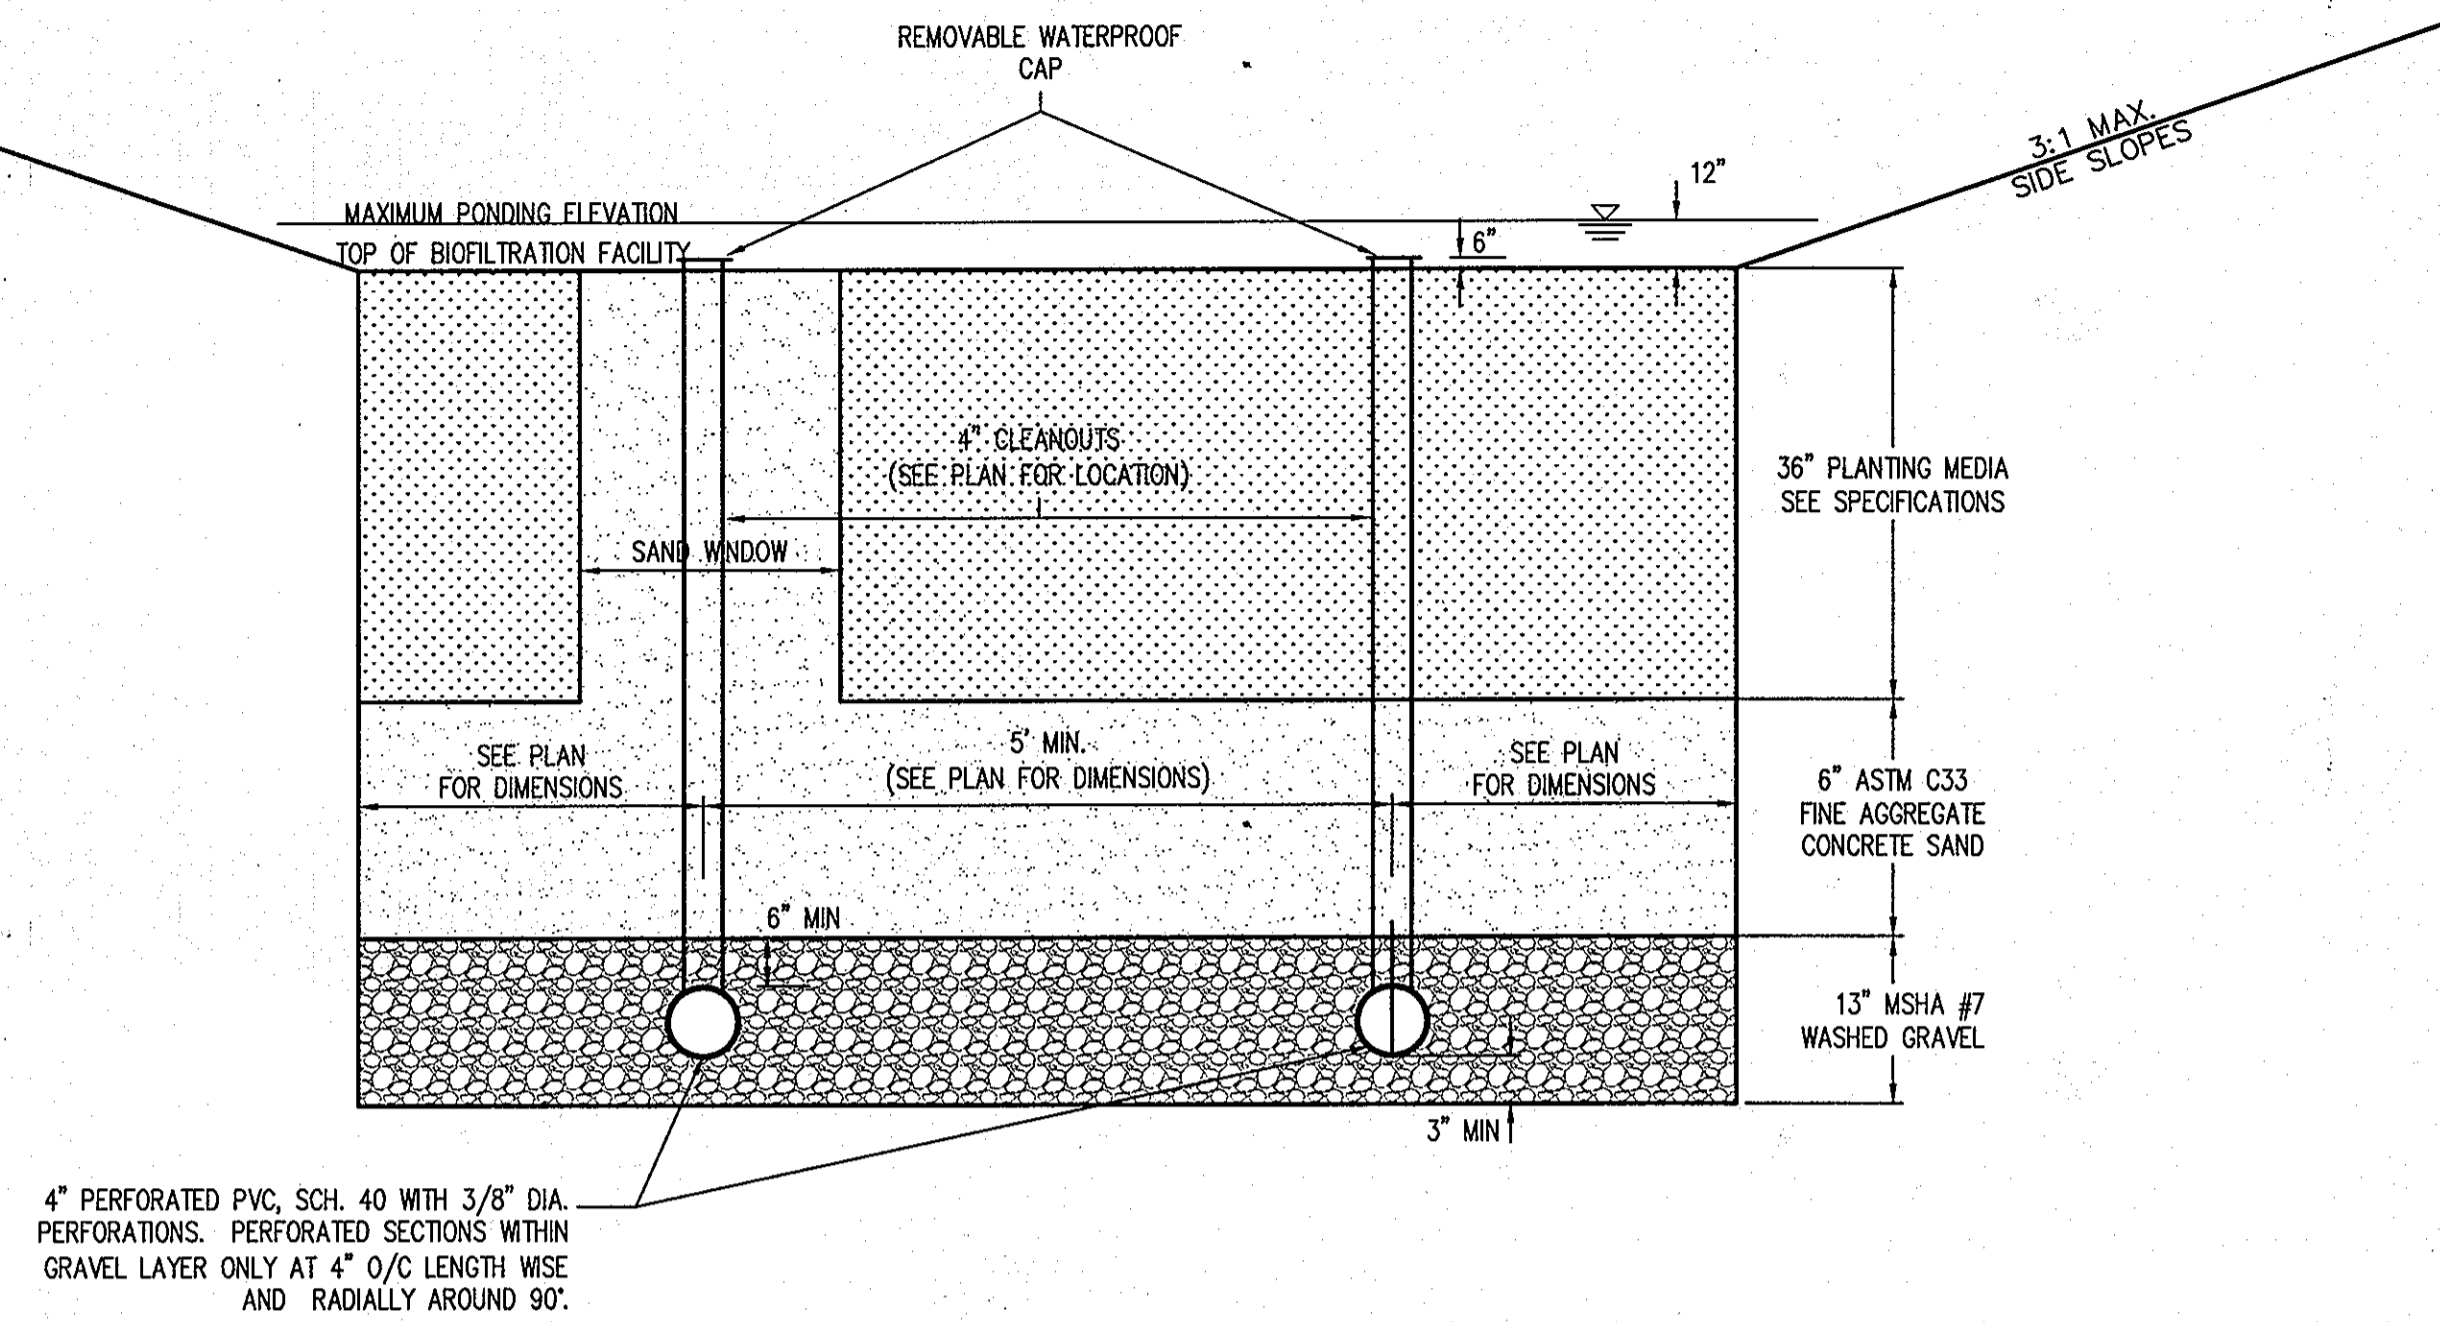 REMOVABLE WATERPROOF
CAP
3:1 MAX.
SIDE SLOPES
12"
MAXIMUM PONDING ELEVATION
6"
TOP OF BIOFILTRATION FACILITY
4" CLEANOUTS
(SEE PLAN FOR LOCATION)
36" PLANTING MEDIA
SEE SPECIFICATIONS
SAND WINDOW
SEE PLAN
FOR DIMENSIONS
5' MIN.
(SEE PLAN FOR DIMENSIONS)
SEE PLAN
FOR DIMENSIONS
6" ASTM C33
FINE AGGREGATE
CONCRETE SAND
6" MIN
13" MSHA #7
WASHED GRAVEL
3" MIN
4" PERFORATED PVC, SCH. 40 WITH 3/8" DIA.
PERFORATIONS. PERFORATED SECTIONS WITHIN
GRAVEL LAYER ONLY AT 4" O/C LENGTH WISE
AND RADIALLY AROUND 90°.